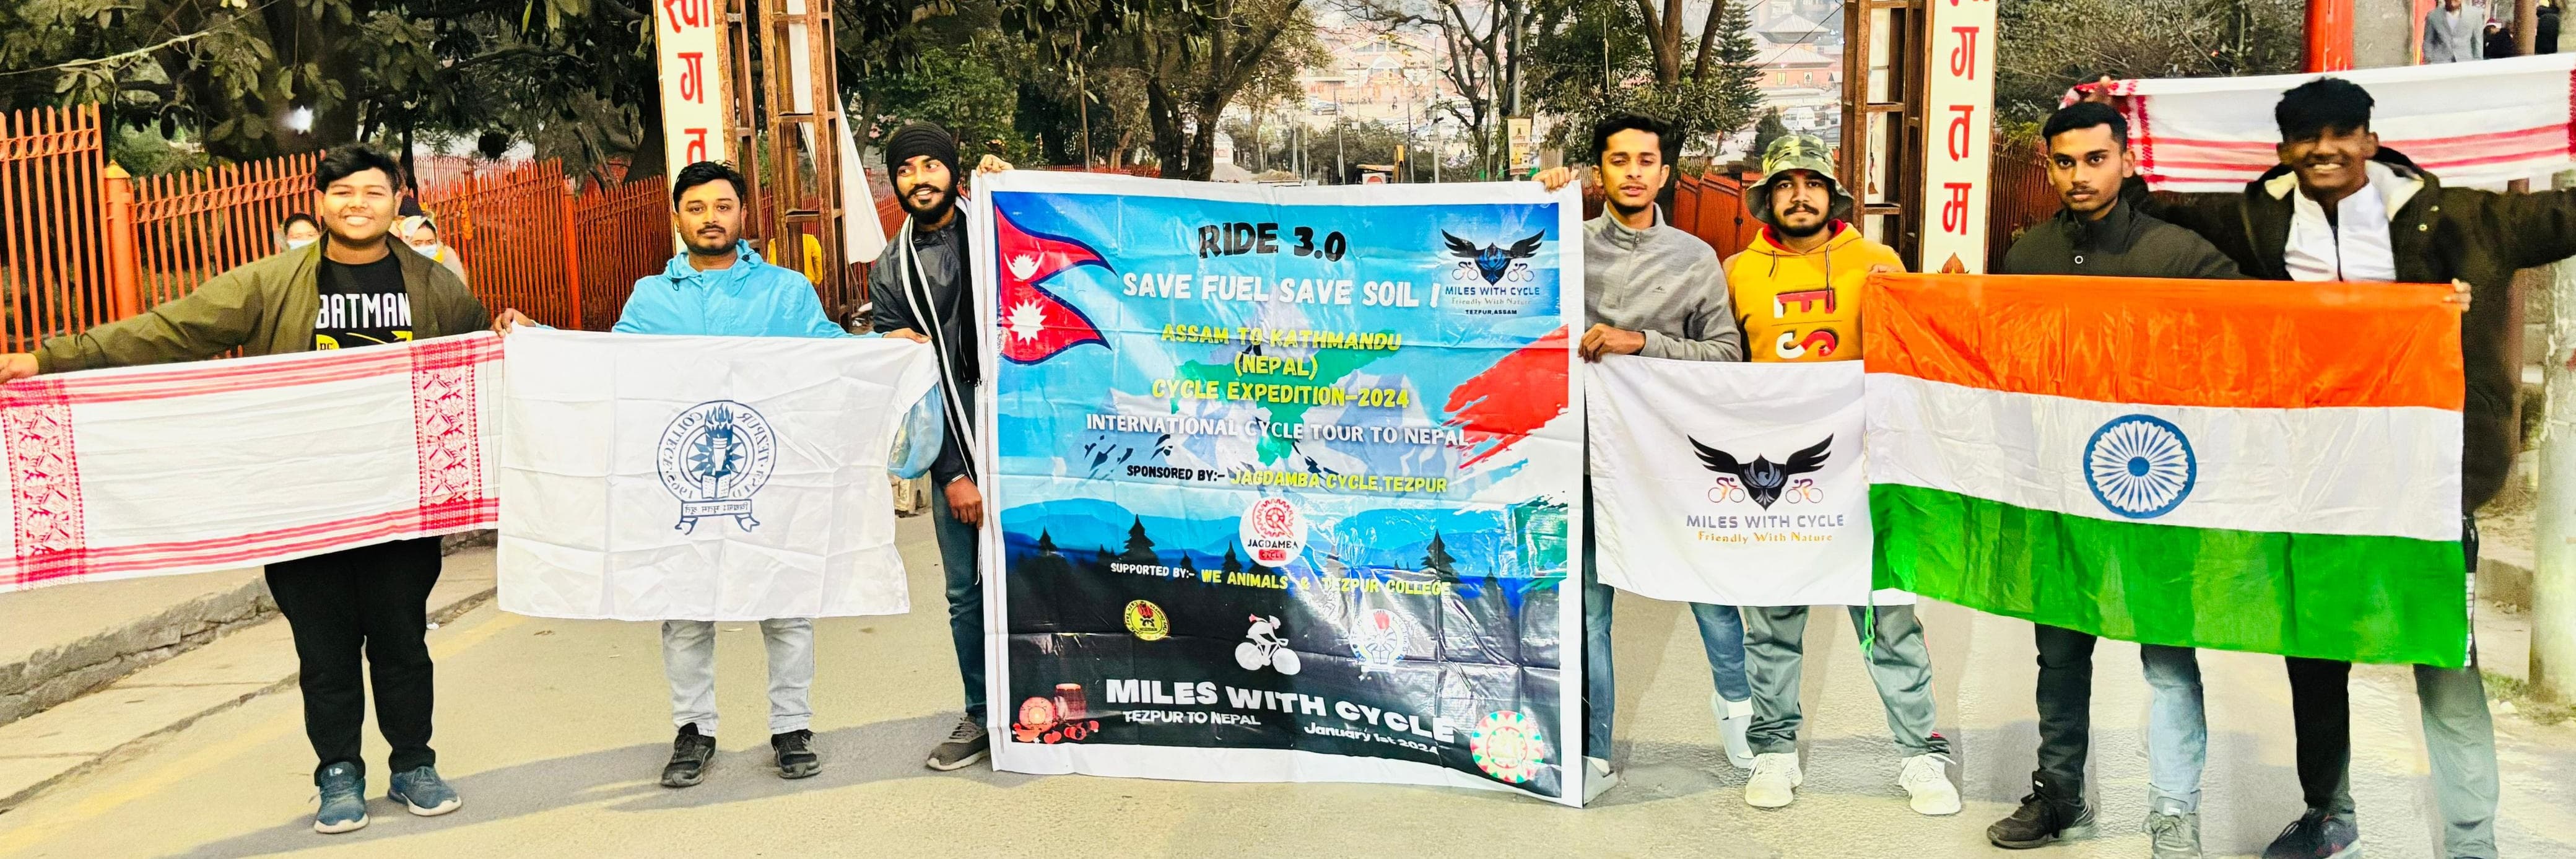 स्वा
ग
त
ग
त
म
BATMAN
DC
TEZPUR COLLEGE
ESTD 1965
RIDE 3.0
SAVE FUEL SAVE SOIL !
MILES WITH CYCLE
Friendly With Nature
TEZPUR,ASSAM
ASSAM TO KATHMANDU
(NEPAL)
CYCLE EXPEDITION-2024
INTERNATIONAL CYCLE TOUR TO NEPAL
SPONSORED BY:- JAGDAMBA CYCLE,TEZPUR
JAGDAMBA
SUPPORTED BY:- WE ANIMALS & TEZPUR COLLEGE
MILES WITH CYCLE
TEZPUR TO NEPAL
January 1st 2024
MILES WITH CYCLE
Friendly With Nature